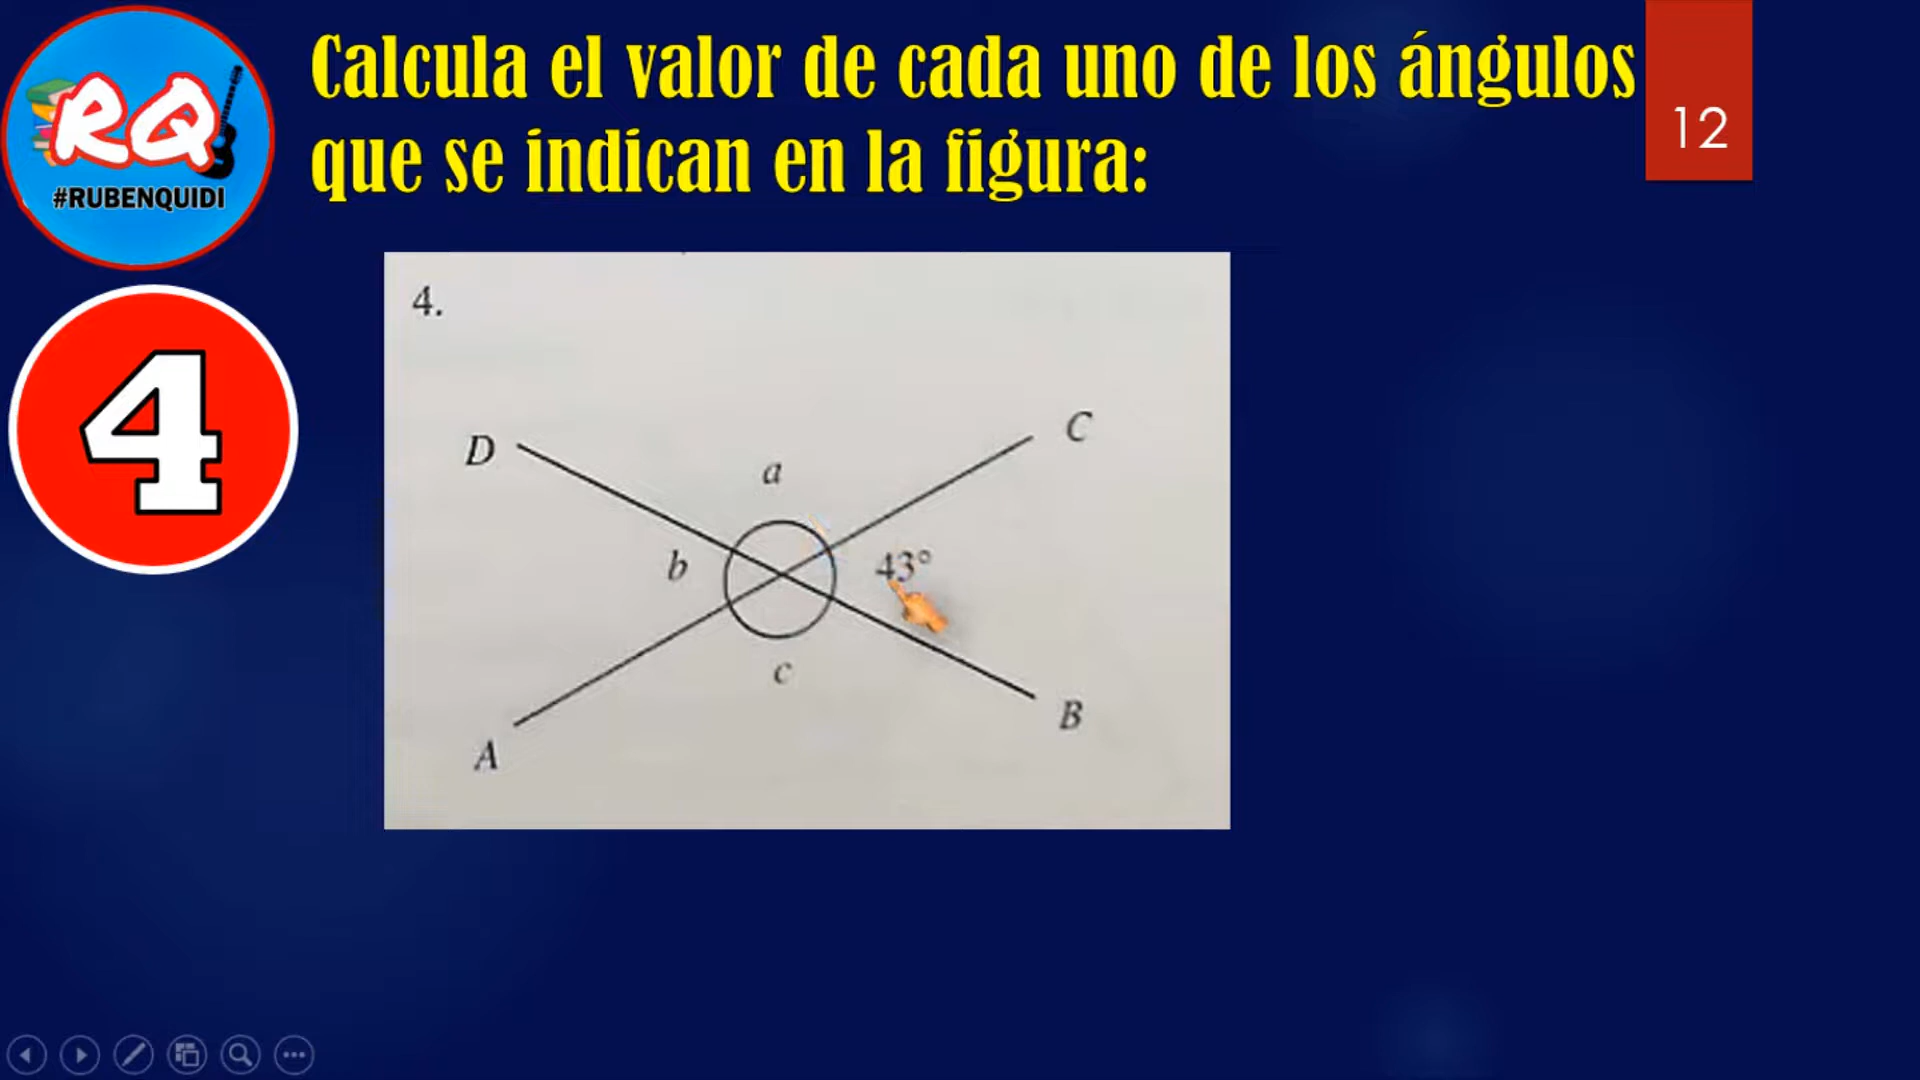 Calcula el valor de cada uno de los ángulos
que se indican en la figura:
12
RQ
#RUBENQUIDI
4
4.
D
C
a
b
43°
c
A
B